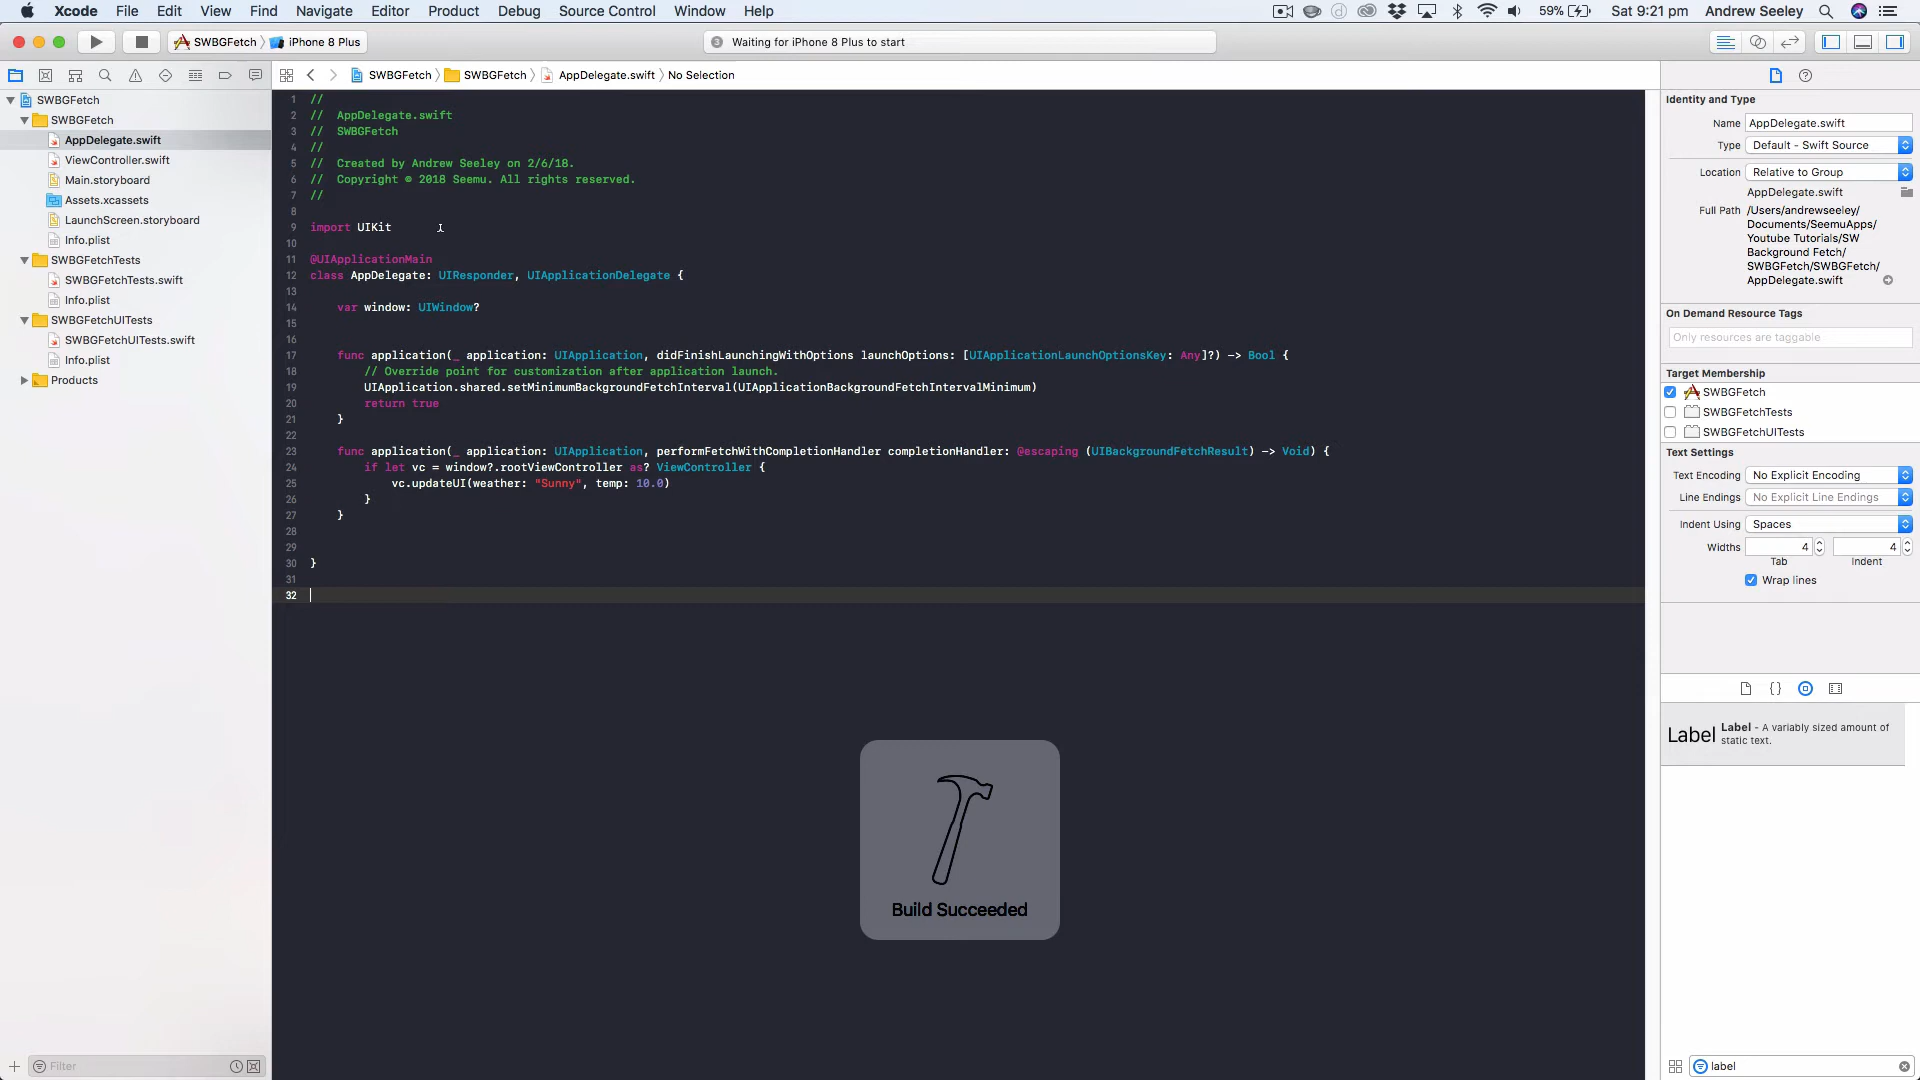 Xcode File Edit View Find Navigate Editor Product Debug Source Control Window Help
59% Sat 9:21 pm Andrew Seeley
SWBGFetch iPhone 8 Plus
3 Waiting for iPhone 8 Plus to start
SWBGFetch SWBGFetch AppDelegate.swift No Selection
SWBGFetch
SWBGFetch
AppDelegate.swift
ViewController.swift
Main.storyboard
Assets.xcassets
LaunchScreen.storyboard
Info.plist
SWBGFetchTests
SWBGFetchTests.swift
Info.plist
SWBGFetchUITests
SWBGFetchUITests.swift
Info.plist
Products
Filter
1 //
2 //  AppDelegate.swift
3 //  SWBGFetch
4 //
5 //  Created by Andrew Seeley on 2/6/18.
6 //  Copyright © 2018 Seemu. All rights reserved.
7 //
8
9 import UIKit
10
11 @UIApplicationMain
12 class AppDelegate: UIResponder, UIApplicationDelegate {
13
14     var window: UIWindow?
15
16
17     func application(_ application: UIApplication, didFinishLaunchingWithOptions launchOptions: [UIApplicationLaunchOptionsKey: Any]?) -> Bool {
18         // Override point for customization after application launch.
19         UIApplication.shared.setMinimumBackgroundFetchInterval(UIApplicationBackgroundFetchIntervalMinimum)
20         return true
21     }
22
23     func application(_ application: UIApplication, performFetchWithCompletionHandler completionHandler: @escaping (UIBackgroundFetchResult) -> Void) {
24         if let vc = window?.rootViewController as? ViewController {
25             vc.updateUI(weather: "Sunny", temp: 10.0)
26         }
27     }
28
29
30 }
31
32
Build Succeeded
Identity and Type
Name AppDelegate.swift
Type Default - Swift Source
Location Relative to Group
AppDelegate.swift
Full Path /Users/andrewseeley/
Documents/SeemuApps/
Youtube Tutorials/SW
Background Fetch/
SWBGFetch/SWBGFetch/
AppDelegate.swift
On Demand Resource Tags
Only resources are taggable
Target Membership
SWBGFetch
SWBGFetchTests
SWBGFetchUITests
Text Settings
Text Encoding No Explicit Encoding
Line Endings No Explicit Line Endings
Indent Using Spaces
Widths 4 4
Tab Indent
Wrap lines
{}
Label Label - A variably sized amount of
static text.
label